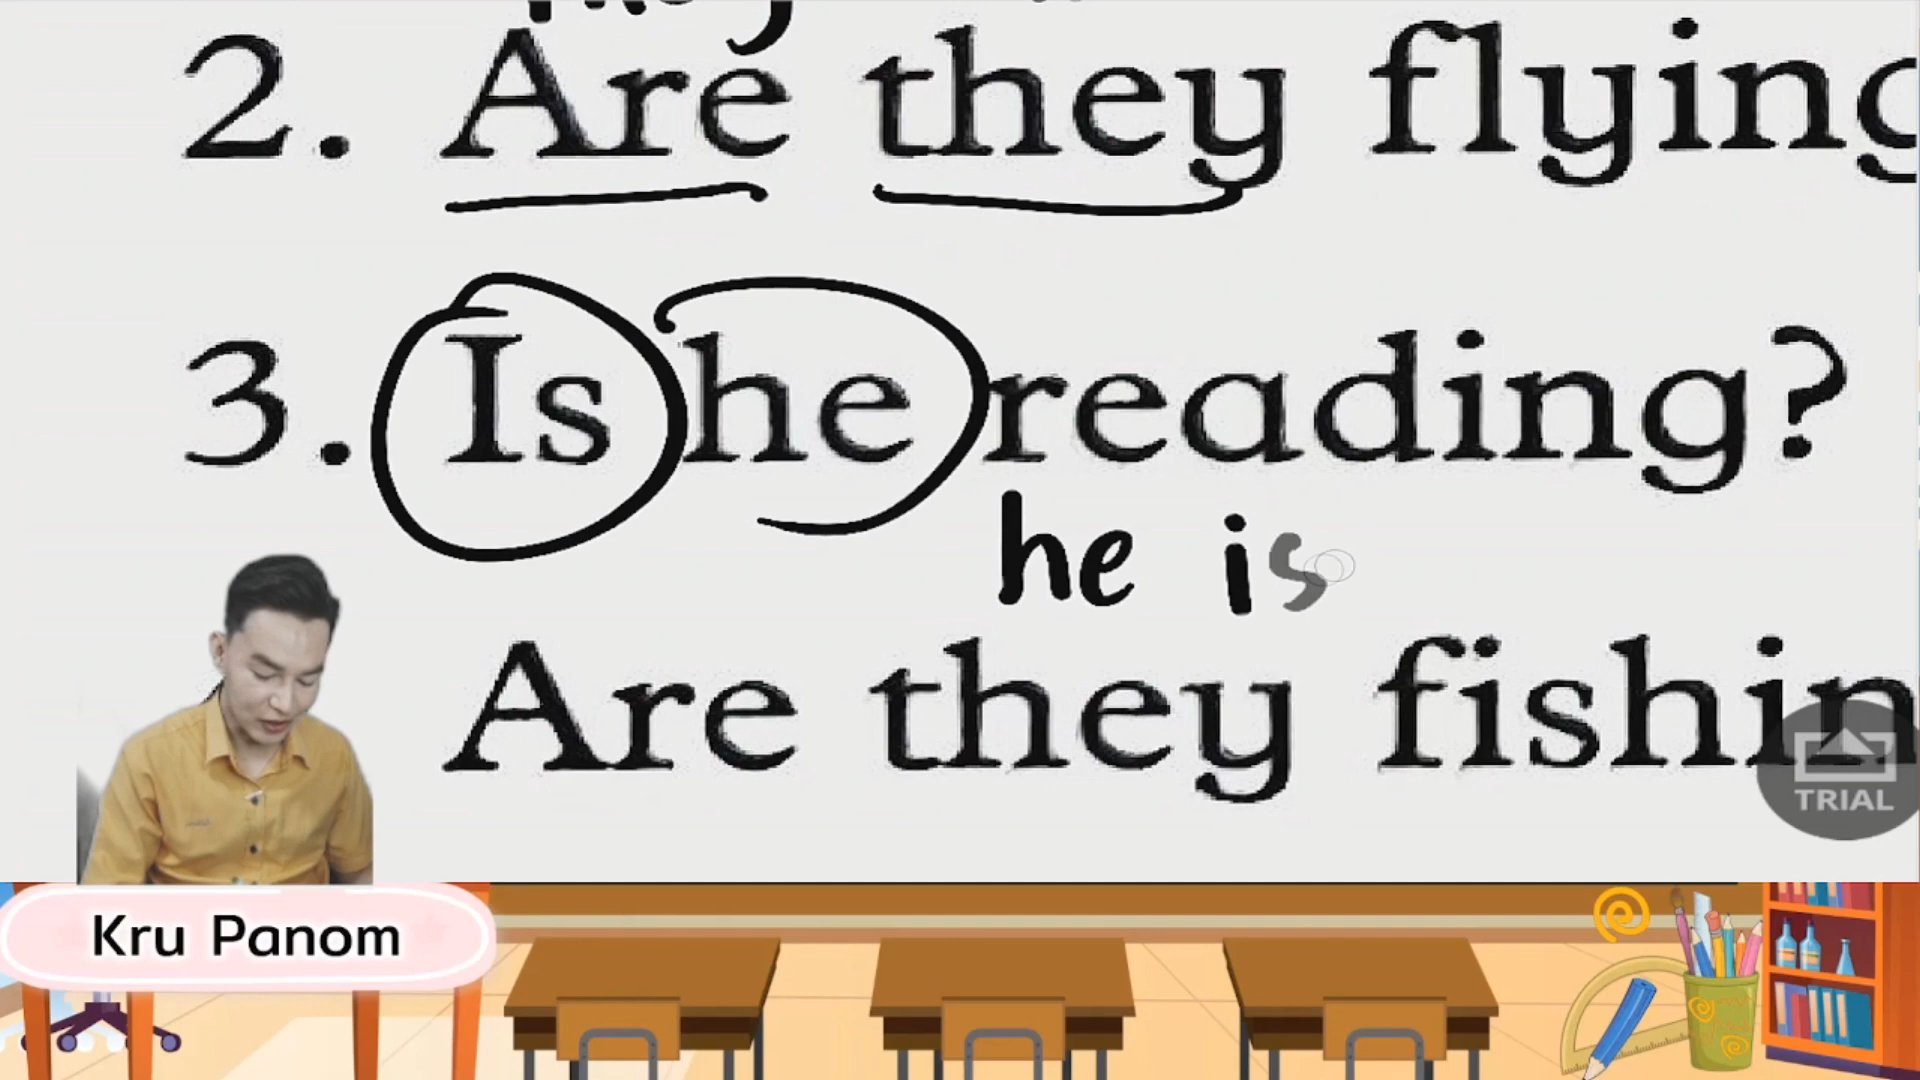 2. Are they flying
3. Is he reading?
he is
Are they fishin
TRIAL
Kru Panom